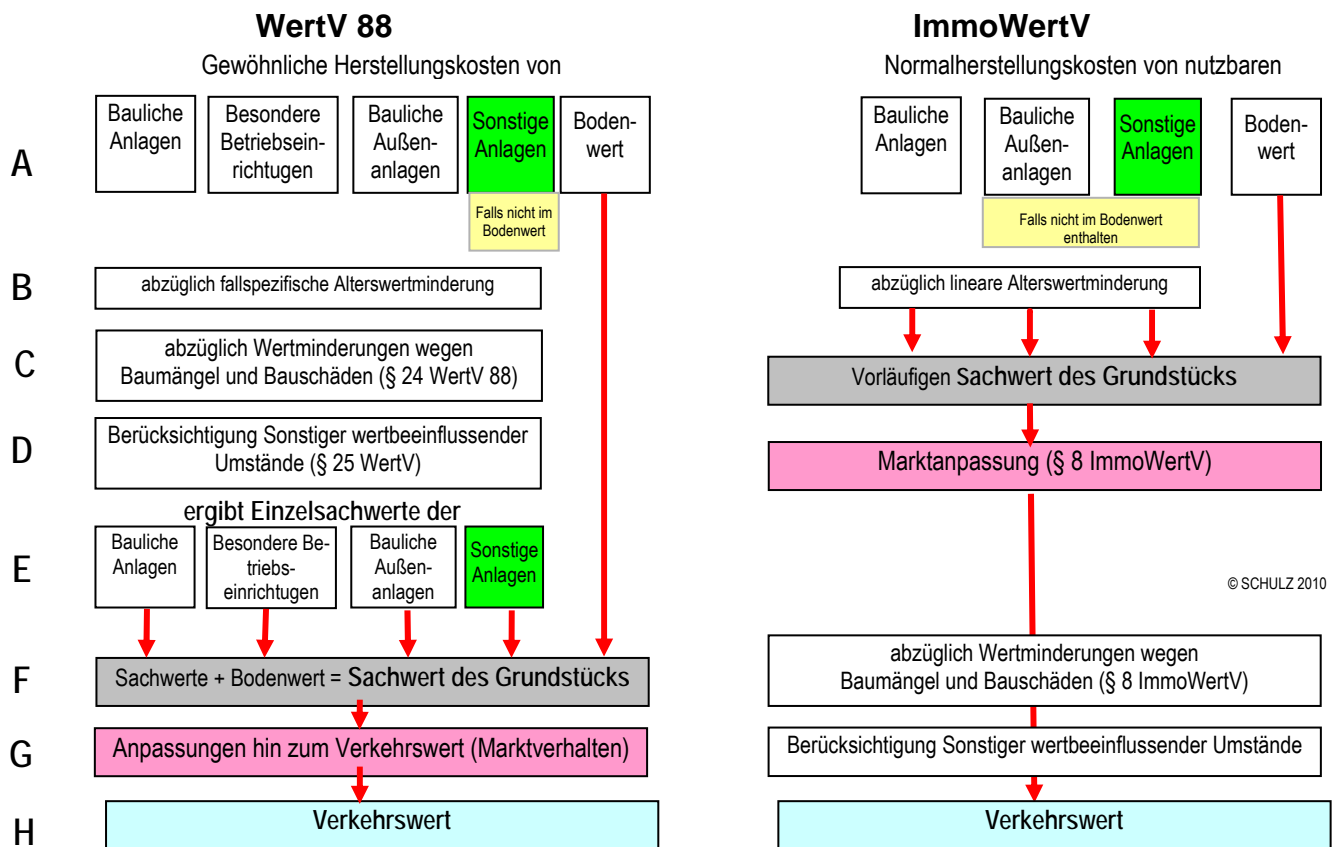 WertV 88
Gewöhnliche Herstellungskosten von
A
Bauliche
Anlagen
Besondere
Betriebsein-
richtugen
Bauliche
Außen-
anlagen
Sonstige
Anlagen
Boden-
wert
Falls nicht im
Bodenwert
B
abzüglich fallspezifische Alterswertminderung
C
abzüglich Wertminderungen wegen
Baumängel und Bauschäden (§ 24 WertV 88)
D
Berücksichtigung Sonstiger wertbeeinflussender
Umstände (§ 25 WertV)
ergibt Einzelsachwerte der
E
Bauliche
Anlagen
Besondere Be-
triebs-
einrichtugen
Bauliche
Außen-
anlagen
Sonstige
Anlagen
F
Sachwerte + Bodenwert = Sachwert des Grundstücks
G
Anpassungen hin zum Verkehrswert (Marktverhalten)
H
Verkehrswert
ImmoWertV
Normalherstellungskosten von nutzbaren
Bauliche
Anlagen
Bauliche
Außen-
anlagen
Sonstige
Anlagen
Boden-
wert
Falls nicht im Bodenwert
enthalten
abzüglich lineare Alterswertminderung
Vorläufigen Sachwert des Grundstücks
Marktanpassung (§ 8 ImmoWertV)
© SCHULZ 2010
abzüglich Wertminderungen wegen
Baumängel und Bauschäden (§ 8 ImmoWertV)
Berücksichtigung Sonstiger wertbeeinflussender Umstände
Verkehrswert